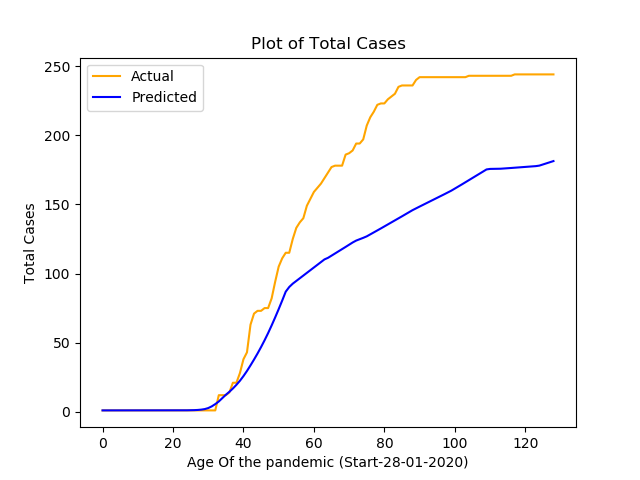 Plot of Total Cases
Actual
Predicted
250
200
150
100
50
0
Total Cases
0 20 40 60 80 100 120
Age Of the pandemic (Start-28-01-2020)